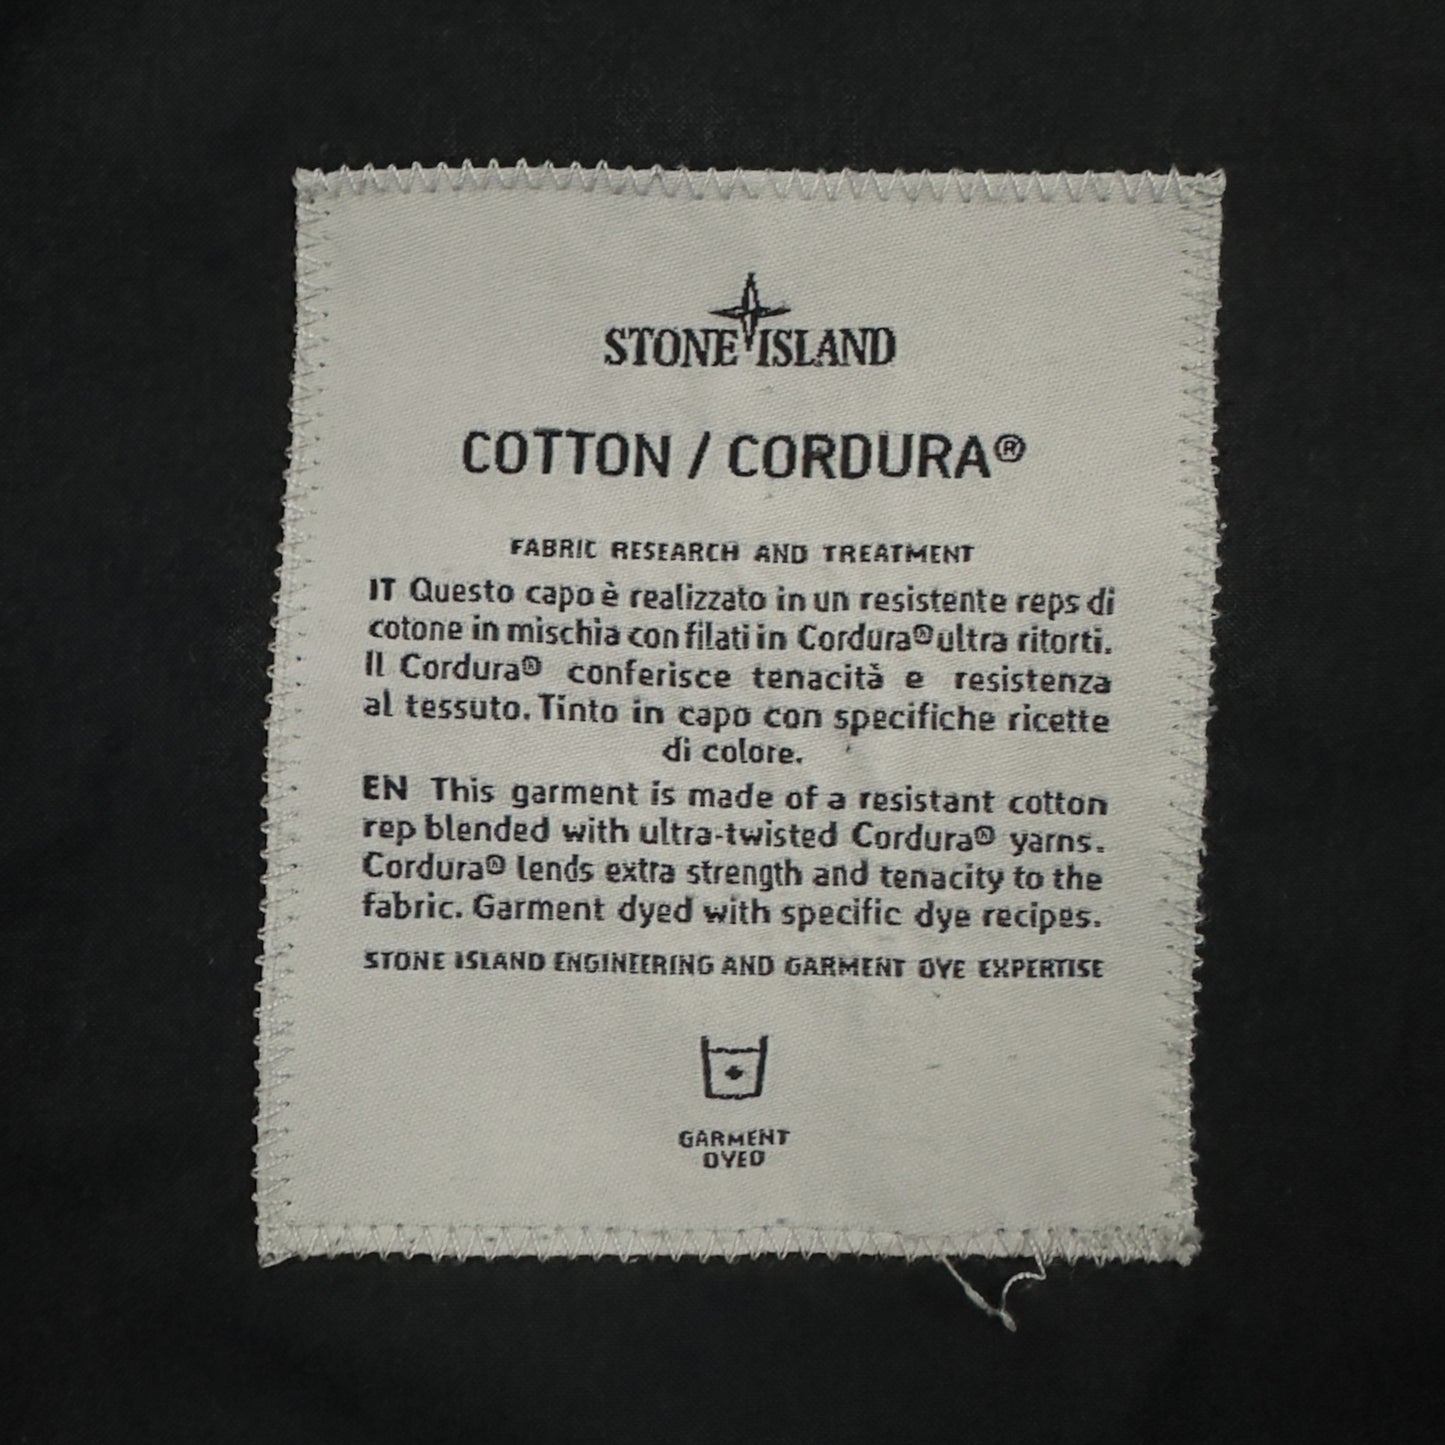 STONE ISLAND
COTTON / CORDURA®
FABRIC RESEARCH AND TREATMENT
IT Questo capo è realizzato in un resistente reps di
cotone in mischia con filati in Cordura® ultra ritorti.
Il Cordura® conferisce tenacità e resistenza
al tessuto. Tinto in capo con specifiche ricette
di colore.
EN This garment is made of a resistant cotton
rep blended with ultra-twisted Cordura® yarns.
Cordura® lends extra strength and tenacity to the
fabric. Garment dyed with specific dye recipes.
STONE ISLAND ENGINEERING AND GARMENT DYE EXPERTISE
GARMENT
DYED